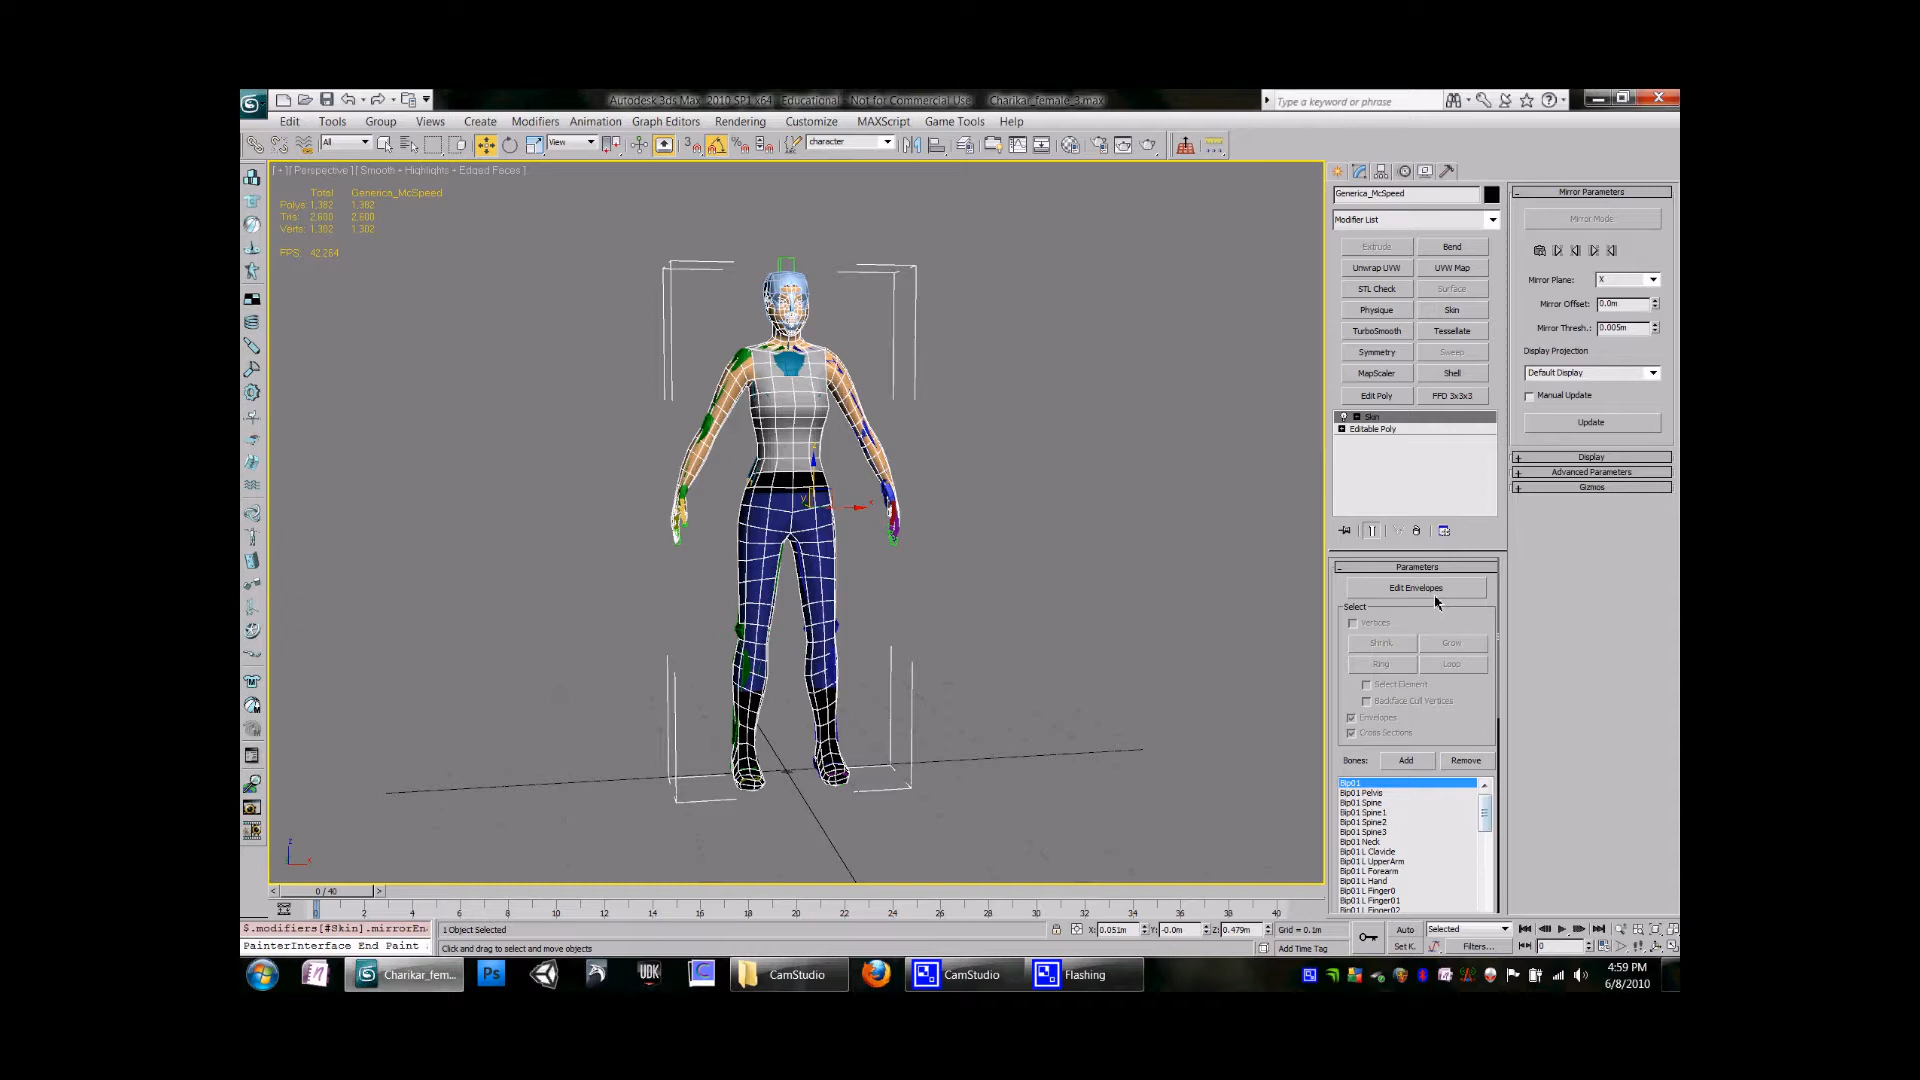 Autodesk 3ds Max 2010 SP1 x64 Educational Not for Commercial Use Charikar_female_3.max
Type a keyword or phrase
Edit Tools Group Views Create Modifiers Animation Graph Editors Rendering Customize MAXScript Game Tools Help
All View 3 % character
[ + ] [ Perspective ] [ Smooth + Highlights + Edged Faces ]
Total Generica_McSpeed
Polys: 1,382 1,382
Tris: 2,600 2,600
Verts: 1,302 1,302
FPS: 42.264
Generica_McSpeed
Modifier List
Extrude Bend
Unwrap UVW UVW Map
STL Check Surface
Physique Skin
TurboSmooth Tessellate
Symmetry Sweep
MapScaler Shell
Edit Poly FFD 3x3x3
Skin
Editable Poly
Parameters
Edit Envelopes
Select
Vertices
Shrink Grow
Ring Loop
Select Element
Backface Cull Vertices
Envelopes
Cross Sections
Bones: Add Remove
Bip01
Bip01 Pelvis
Bip01 Spine
Bip01 Spine1
Bip01 Spine2
Bip01 Spine3
Bip01 Neck
Bip01 L Clavicle
Bip01 L UpperArm
Bip01 L Forearm
Bip01 L Hand
Bip01 L Finger0
Bip01 L Finger01
Bip01 L Finger02
Mirror Parameters
Mirror Mode
Mirror Plane: X
Mirror Offset: 0.0m
Mirror Thresh.: 0.005m
Display Projection
Default Display
Manual Update
Update
Display
Advanced Parameters
Gizmos
z
x
y
z
x
< 0 / 40 >
0 2 4 6 8 10 12 14 16 18 20 22 24 26 28 30 32 34 36 38 40
$.modifiers[#Skin].mirrorEn
PainterInterface End Paint
1 Object Selected
Click and drag to select and move objects
X: 0.051m Y: -0.0m Z: 0.479m Grid = 0.1m
Add Time Tag
Auto Selected
Set K. Filters... 0
Charikar_fem... Ps UDK CamStudio CamStudio Flashing
4:59 PM
6/8/2010